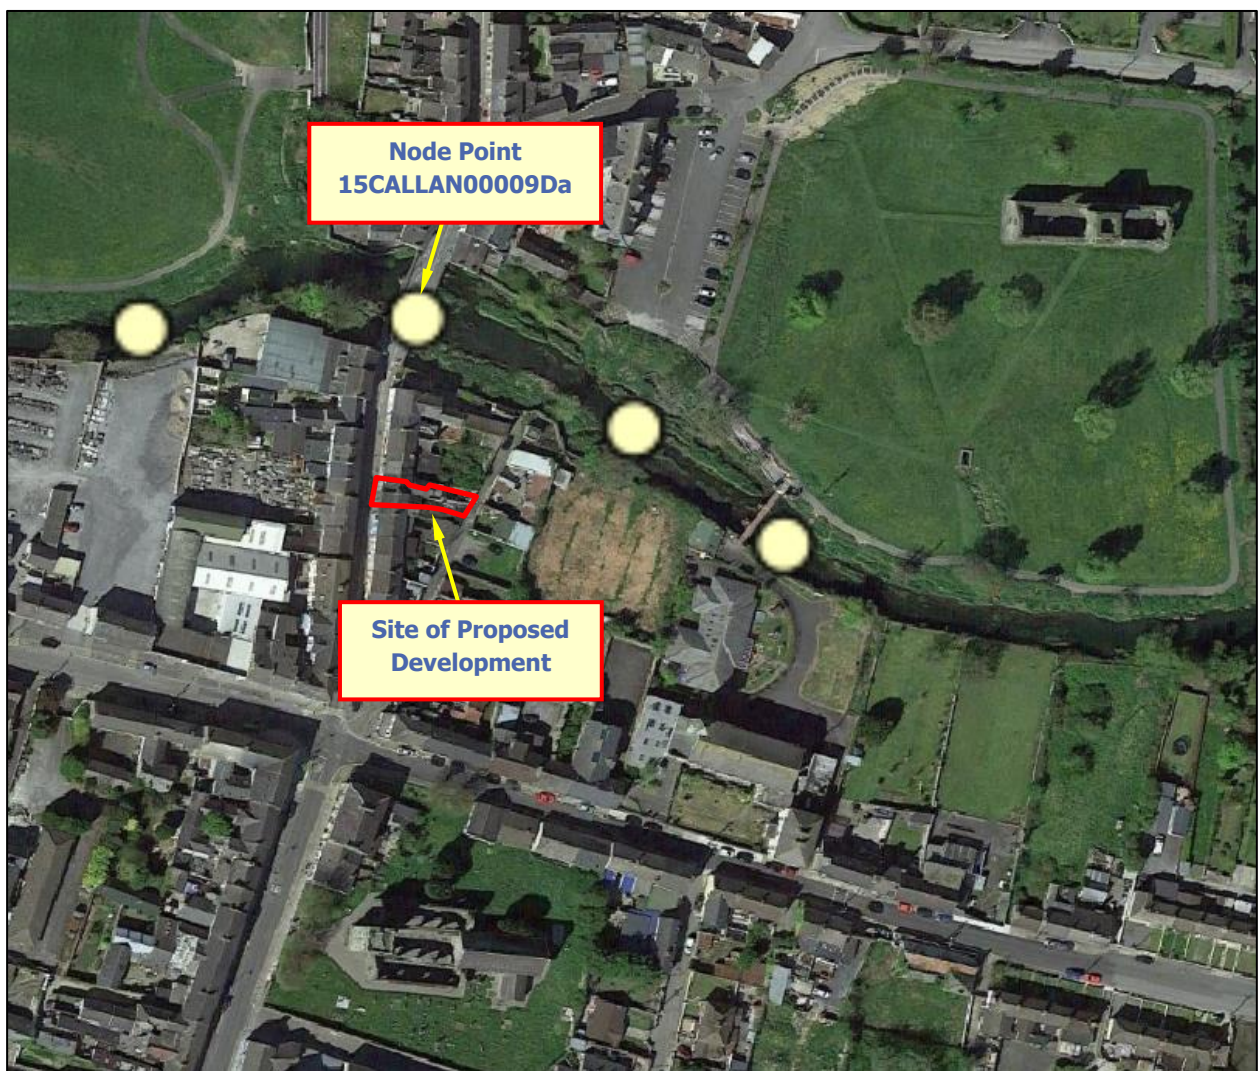 Node Point
15CALLAN00009Da
Site of Proposed
Development